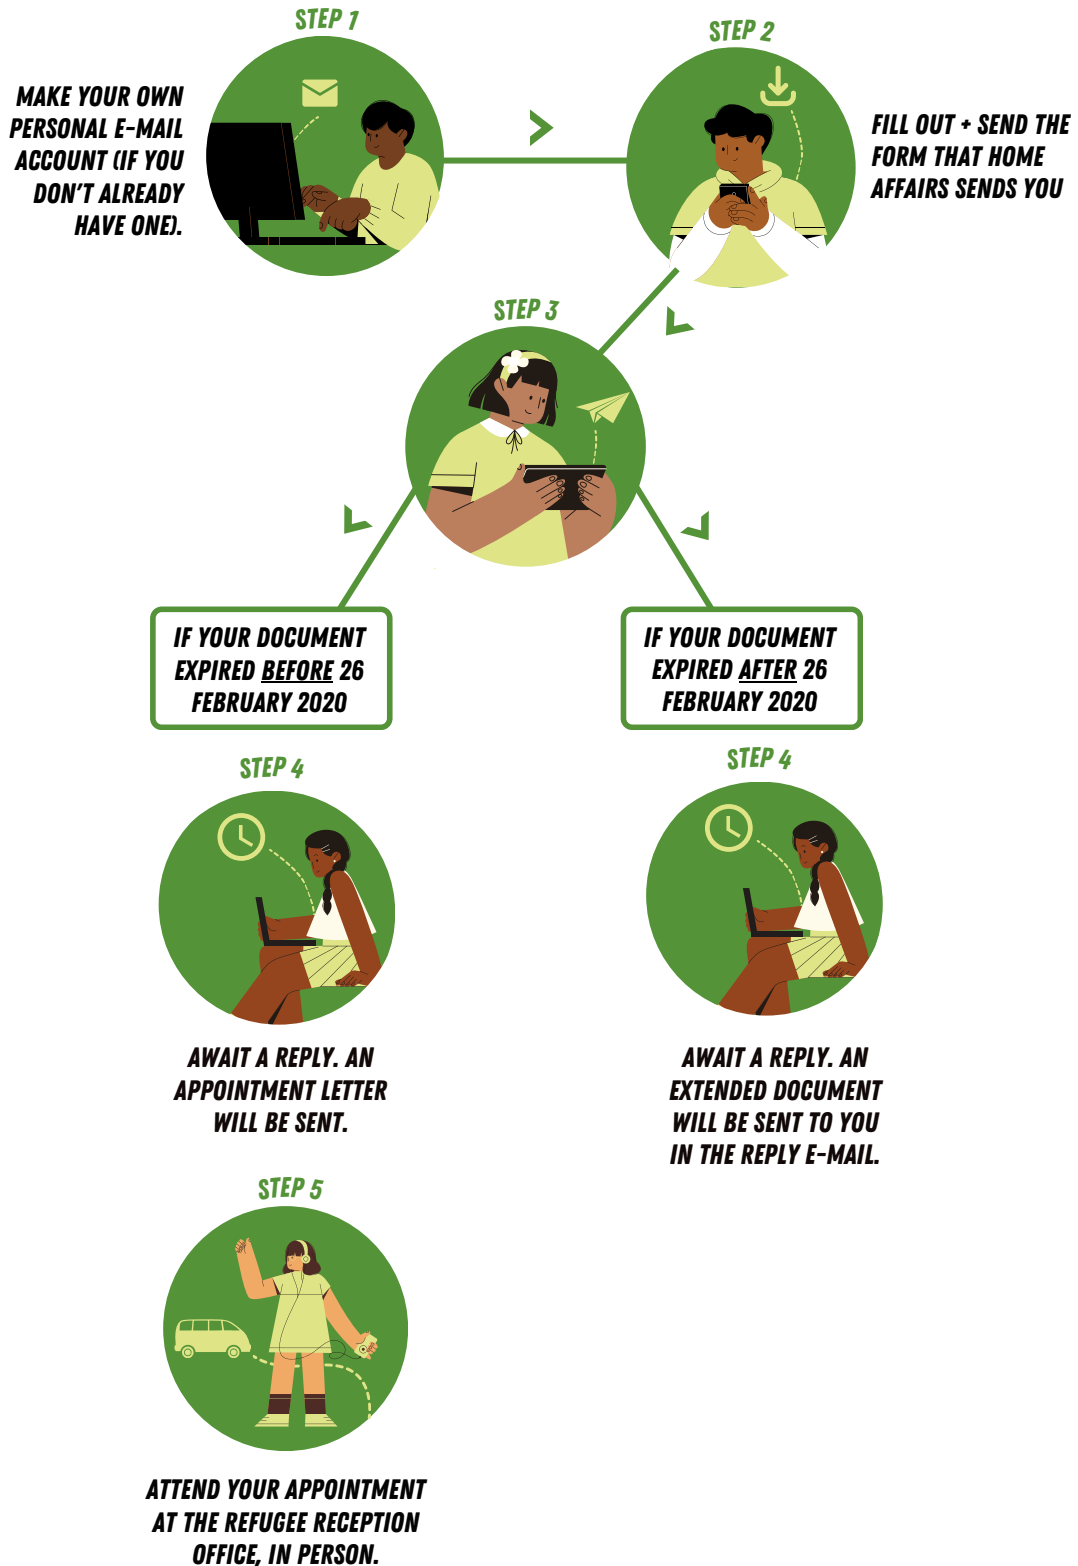 STEP 1
MAKE YOUR OWN
PERSONAL E-MAIL
ACCOUNT (IF YOU
DON'T ALREADY
HAVE ONE).
STEP 2
FILL OUT + SEND THE
FORM THAT HOME
AFFAIRS SENDS YOU
STEP 3
IF YOUR DOCUMENT
EXPIRED BEFORE 26
FEBRUARY 2020
STEP 4
AWAIT A REPLY. AN
APPOINTMENT LETTER
WILL BE SENT.
STEP 5
ATTEND YOUR APPOINTMENT
AT THE REFUGEE RECEPTION
OFFICE, IN PERSON.
IF YOUR DOCUMENT
EXPIRED AFTER 26
FEBRUARY 2020
STEP 4
AWAIT A REPLY. AN
EXTENDED DOCUMENT
WILL BE SENT TO YOU
IN THE REPLY E-MAIL.